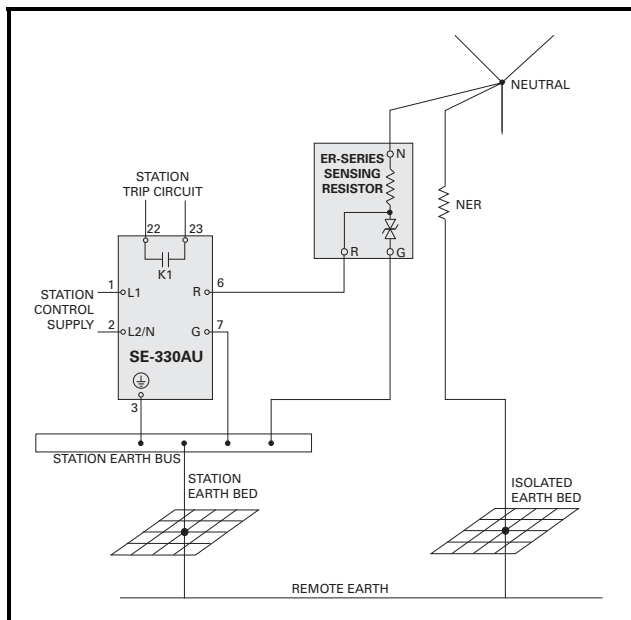 NEUTRAL
ER-SERIES
SENSING
RESISTOR
N
R
G
NER
STATION
TRIP CIRCUIT
22
23
K1
1
L1
R
6
STATION
CONTROL
SUPPLY
2
L2/N
G
7
SE-330AU
3
STATION EARTH BUS
STATION
EARTH BED
ISOLATED
EARTH BED
REMOTE EARTH